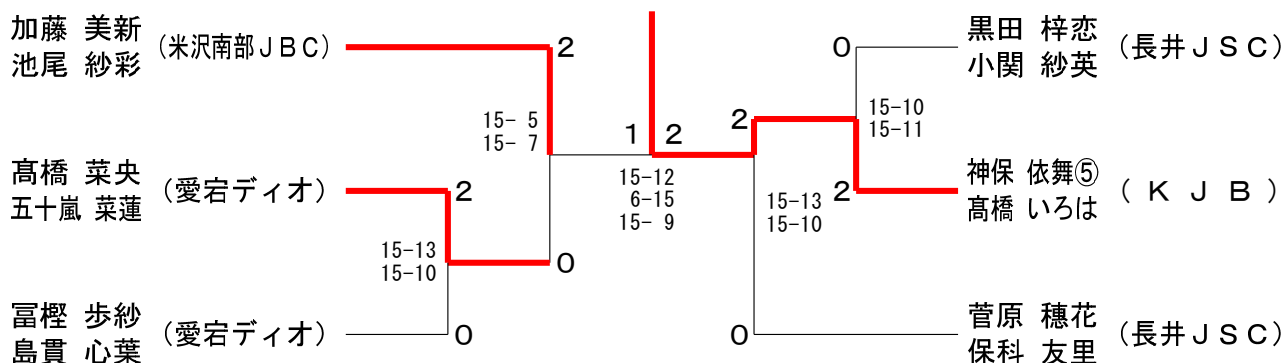 加藤 美新
池尾 紗彩
(米沢南部ＪＢＣ)
2
15- 5
15- 7
髙橋 菜央
五十嵐 菜蓮
(愛宕ディオ)
2
15-13
15-10
0
冨樫 歩紗
島貫 心葉
(愛宕ディオ)
0
1 2
15-12
6-15
15- 9
黒田 梓恋
小関 紗英
(長井ＪＳＣ)
0
15-10
15-11
2
神保 依舞⑤
髙橋 いろは
(Ｋ Ｊ Ｂ)
2
15-13
15-10
菅原 穂花
保科 友里
(長井ＪＳＣ)
0